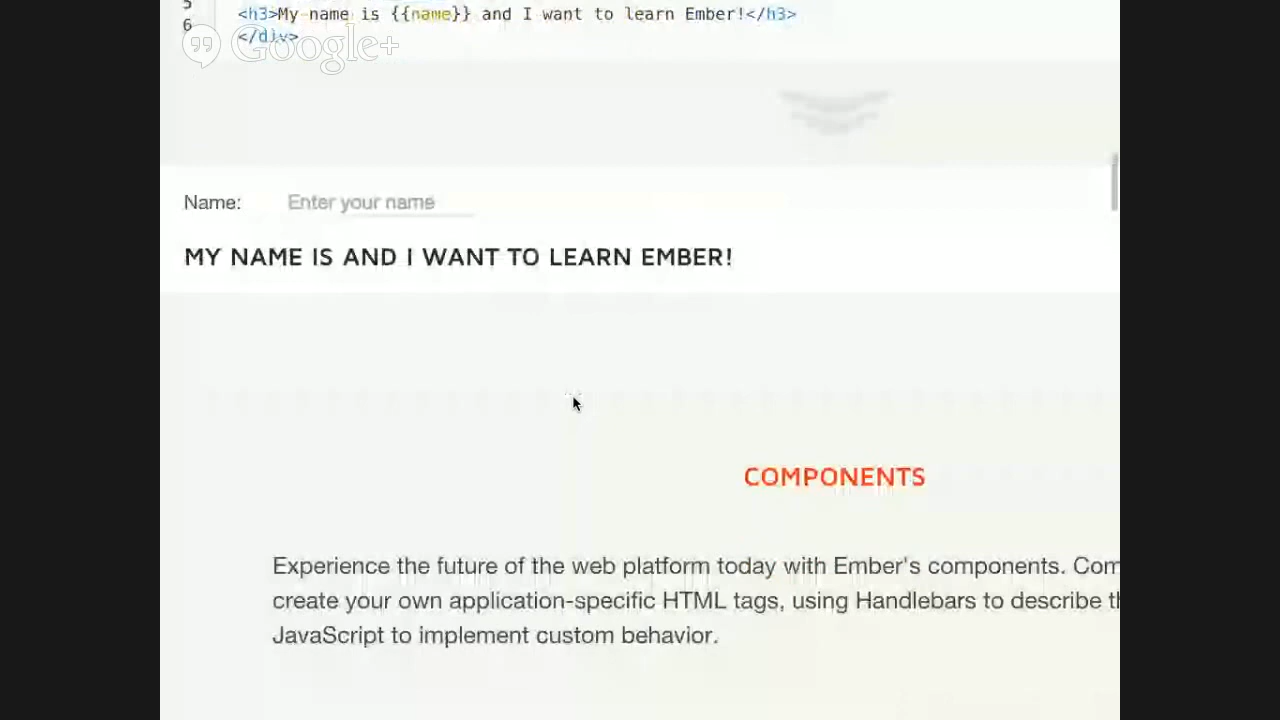 5
<h3>My name is {{name}} and I want to learn Ember!</h3>
6
</div>
Google+
Name: Enter your name
MY NAME IS AND I WANT TO LEARN EMBER!
COMPONENTS
Experience the future of the web platform today with Ember's components. Com
create your own application-specific HTML tags, using Handlebars to describe th
JavaScript to implement custom behavior.